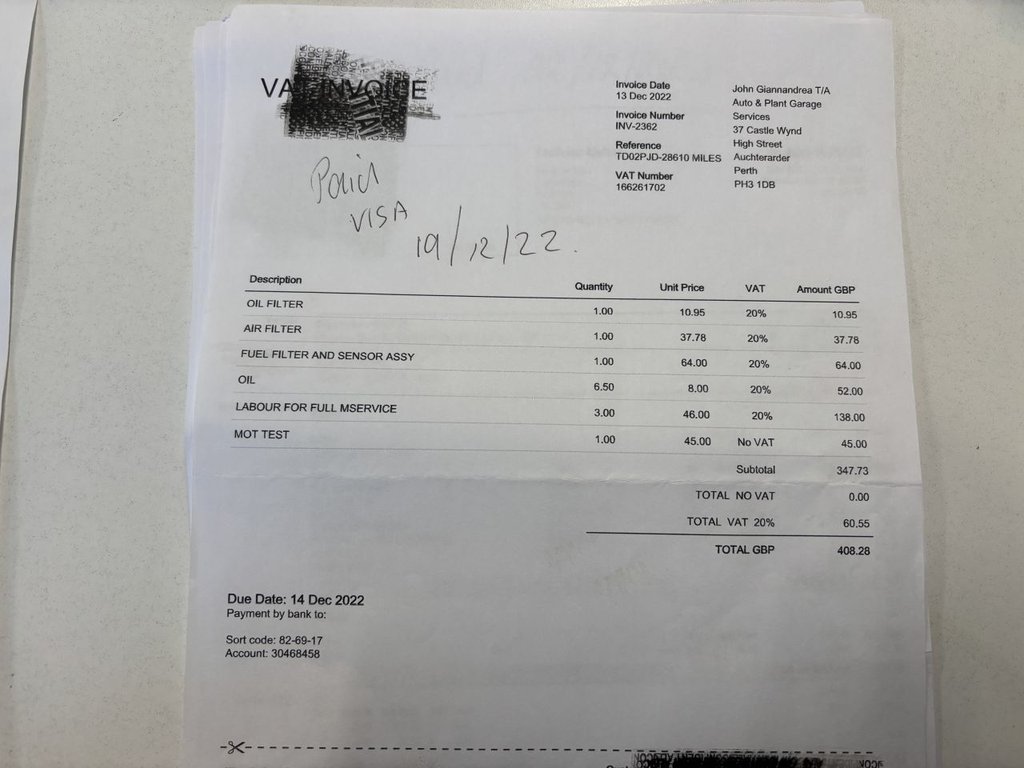 VAT INVOICE
Invoice Date
13 Dec 2022
Invoice Number
INV-2362
Reference
TD02PJD-28610 MILES
VAT Number
166261702
John Giannandrea T/A
Auto & Plant Garage
Services
37 Castle Wynd
High Street
Auchterarder
Perth
PH3 1DB
Paid
VISA
19/12/22.
Description Quantity Unit Price VAT Amount GBP
OIL FILTER 1.00 10.95 20% 10.95
AIR FILTER 1.00 37.78 20% 37.78
FUEL FILTER AND SENSOR ASSY 1.00 64.00 20% 64.00
OIL 6.50 8.00 20% 52.00
LABOUR FOR FULL MSERVICE 3.00 46.00 20% 138.00
MOT TEST 1.00 45.00 No VAT 45.00
Subtotal 347.73
TOTAL NO VAT 0.00
TOTAL VAT 20% 60.55
TOTAL GBP 408.28
Due Date: 14 Dec 2022
Payment by bank to:
Sort code: 82-69-17
Account: 30468458